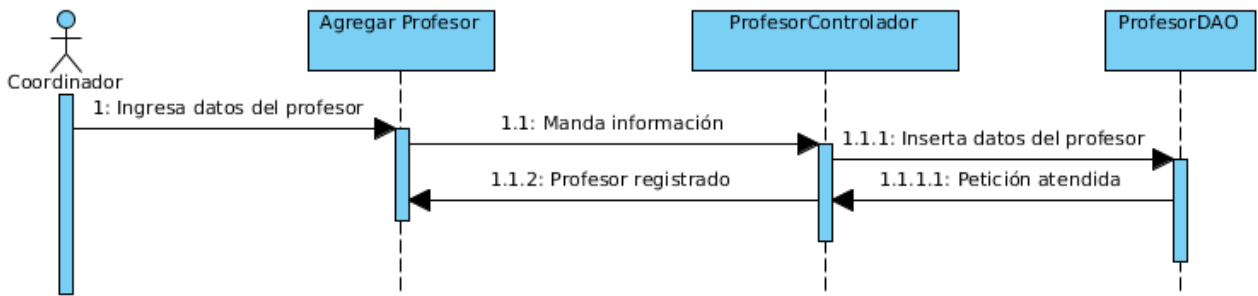 Agregar Profesor
ProfesorControlador
ProfesorDAO
Coordinador
1: Ingresa datos del profesor
1.1: Manda información
1.1.1: Inserta datos del profesor
1.1.2: Profesor registrado
1.1.1.1: Petición atendida